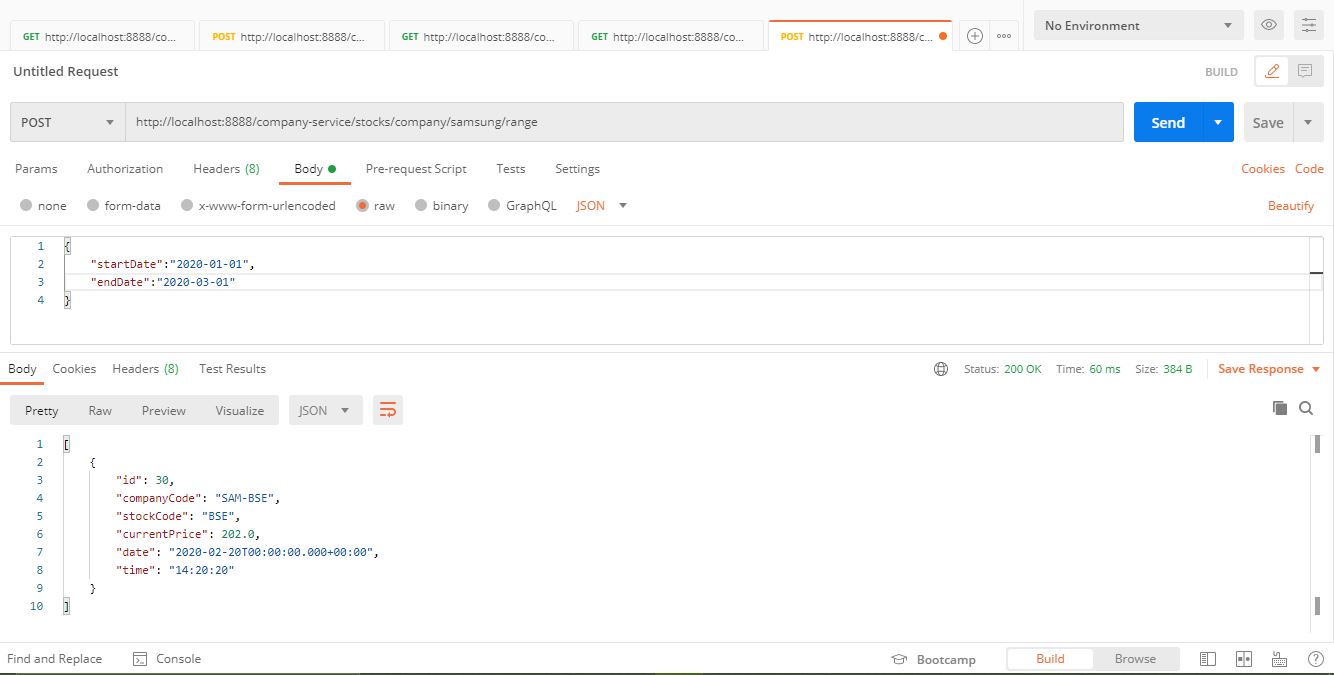 GET http://localhost:8888/co... POST http://localhost:8888/c... GET http://localhost:8888/co... GET http://localhost:8888/co... POST http://localhost:8888/c... No Environment
Untitled Request BUILD
POST http://localhost:8888/company-service/stocks/company/samsung/range Send Save
Params Authorization Headers (8) Body Pre-request Script Tests Settings Cookies Code
none form-data x-www-form-urlencoded raw binary GraphQL JSON Beautify
1 {
2 "startDate":"2020-01-01",
3 "endDate":"2020-03-01"
4 }
Body Cookies Headers (8) Test Results Status: 200 OK Time: 60 ms Size: 384 B Save Response
Pretty Raw Preview Visualize JSON
1 [
2 {
3 "id": 30,
4 "companyCode": "SAM-BSE",
5 "stockCode": "BSE",
6 "currentPrice": 202.0,
7 "date": "2020-02-20T00:00:00.000+00:00",
8 "time": "14:20:20"
9 }
10 ]
Find and Replace Console Bootcamp Build Browse